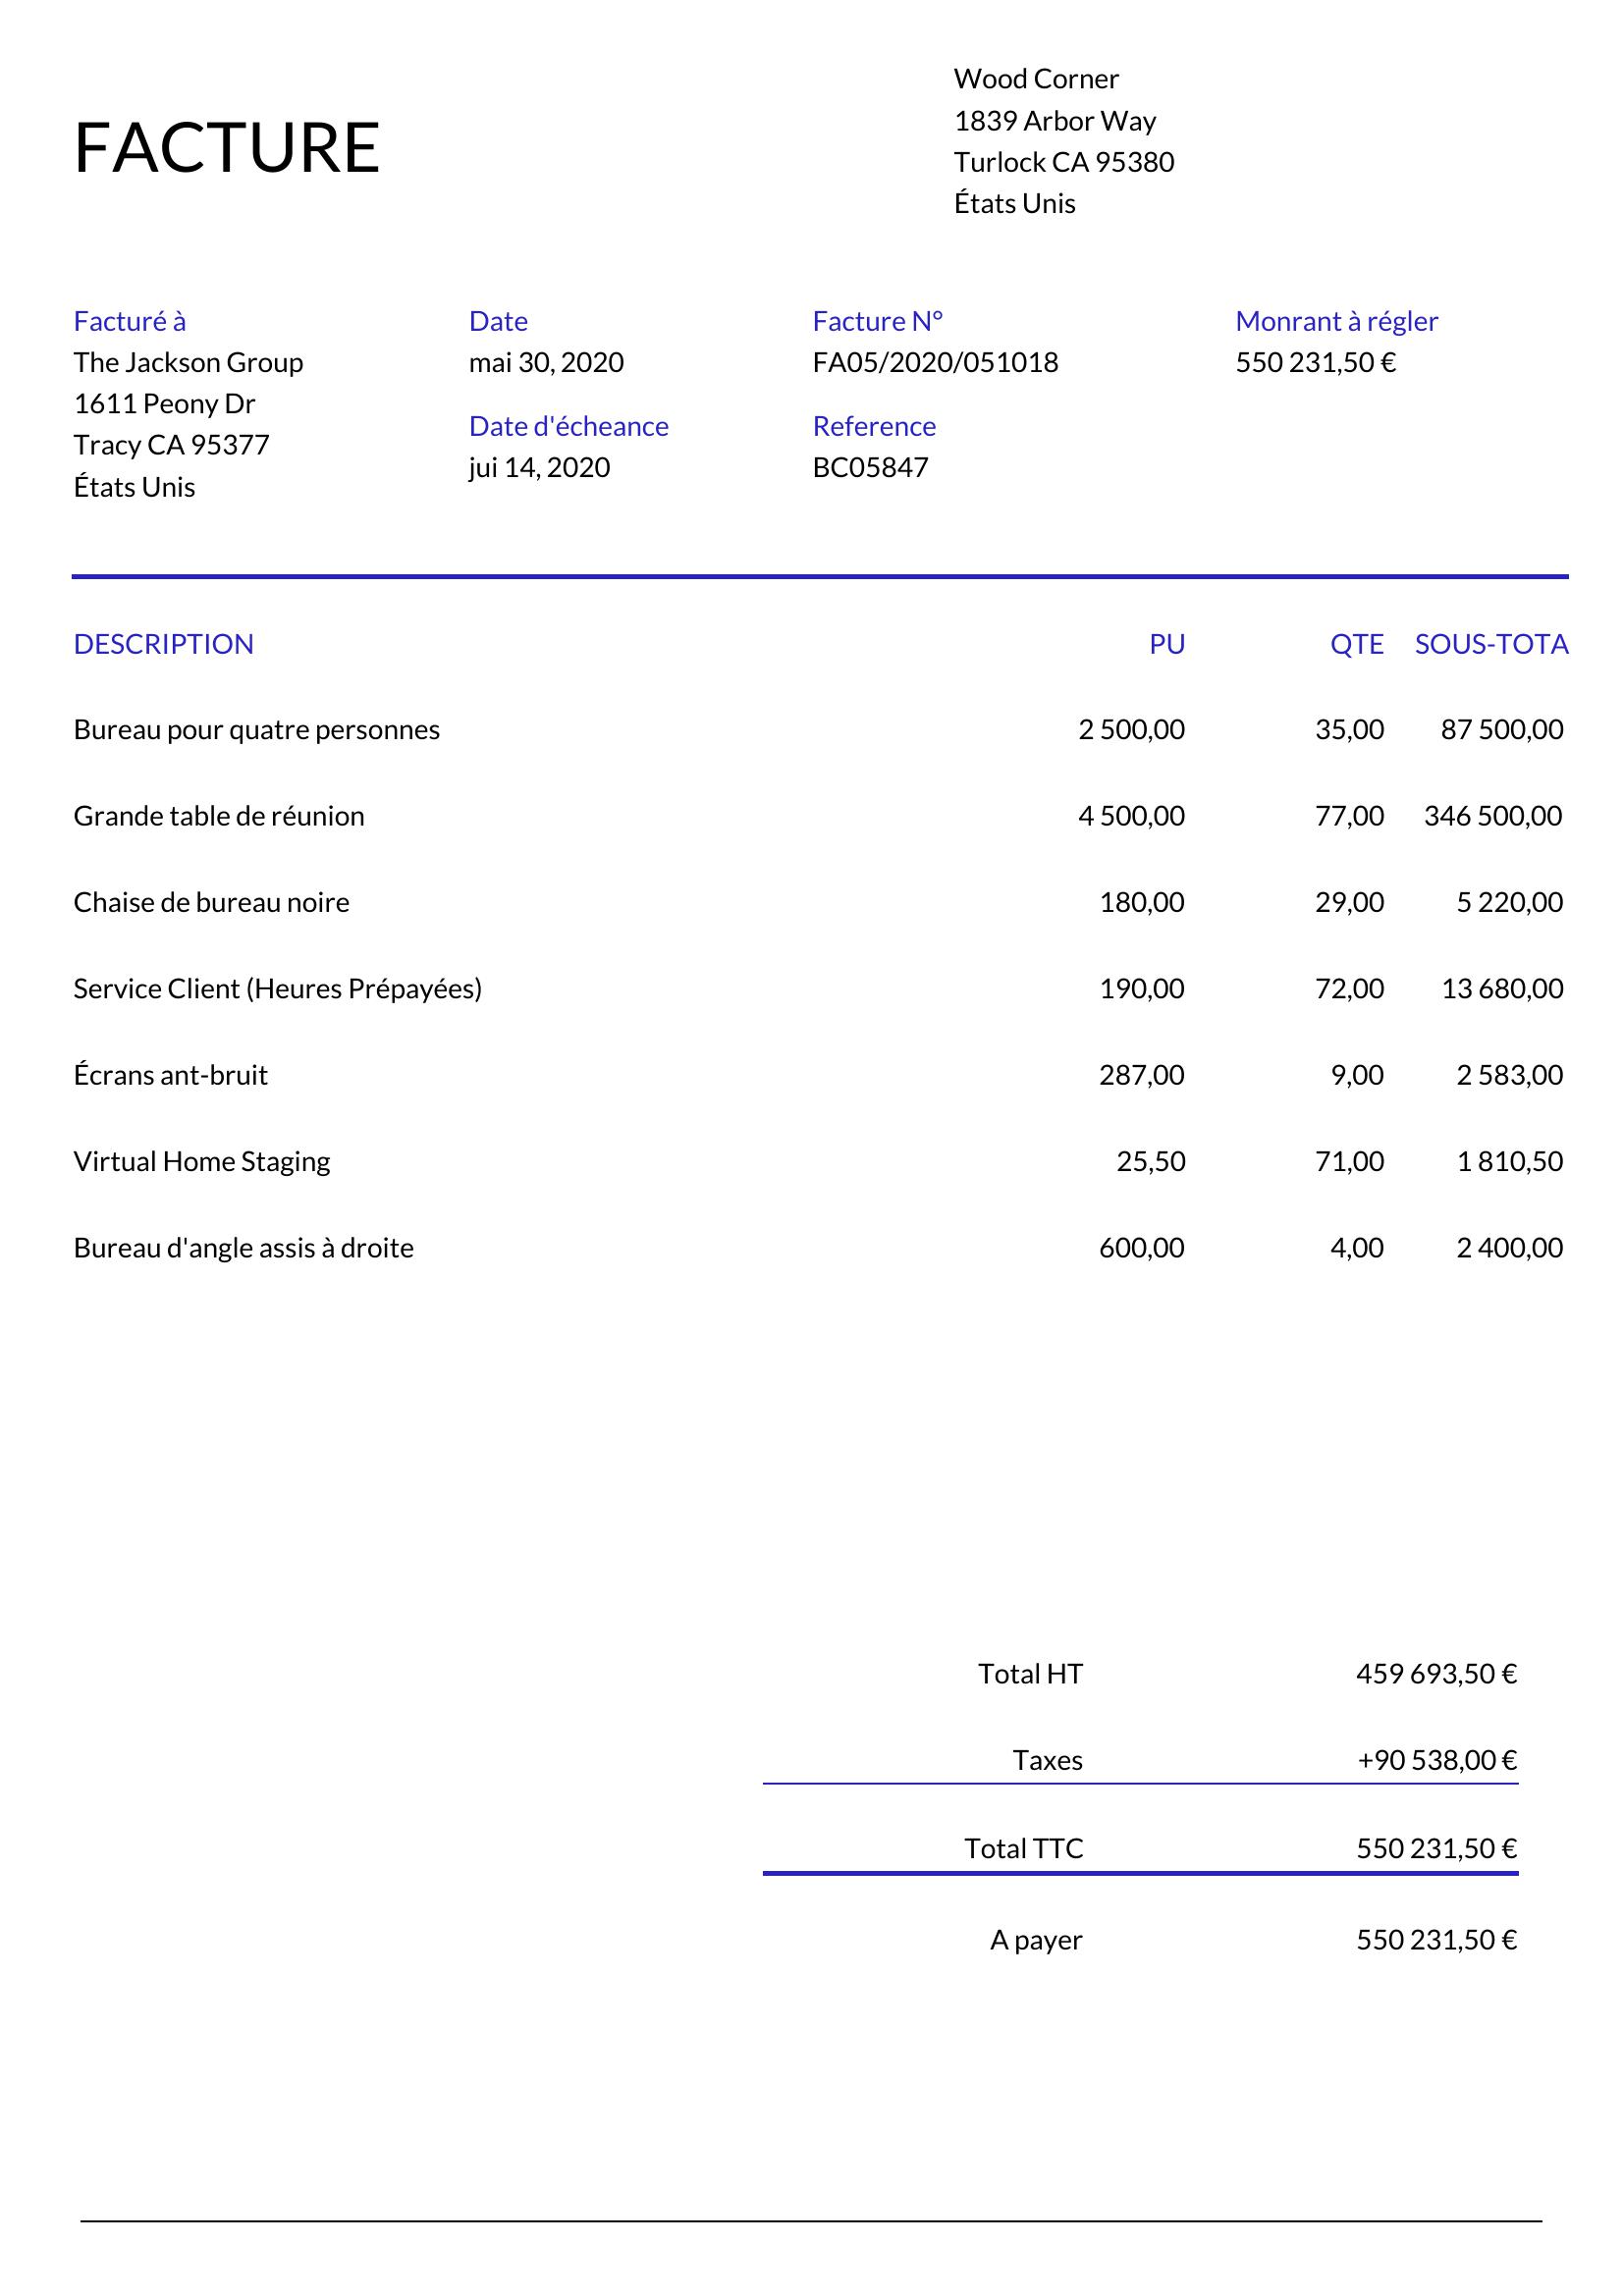 Wood Corner
1839 Arbor Way
Turlock CA 95380
États Unis
FACTURE
Facturé à
The Jackson Group
1611 Peony Dr
Tracy CA 95377
États Unis
Date
mai 30, 2020
Date d'écheance
jui 14, 2020
Facture N°
FA05/2020/051018
Reference
BC05847
Monrant à régler
550 231,50 €
DESCRIPTION PU QTE SOUS-TOTA
Bureau pour quatre personnes 2 500,00 35,00 87 500,00
Grande table de réunion 4 500,00 77,00 346 500,00
Chaise de bureau noire 180,00 29,00 5 220,00
Service Client (Heures Prépayées) 190,00 72,00 13 680,00
Écrans ant-bruit 287,00 9,00 2 583,00
Virtual Home Staging 25,50 71,00 1 810,50
Bureau d'angle assis à droite 600,00 4,00 2 400,00
Total HT 459 693,50 €
Taxes +90 538,00 €
Total TTC 550 231,50 €
A payer 550 231,50 €